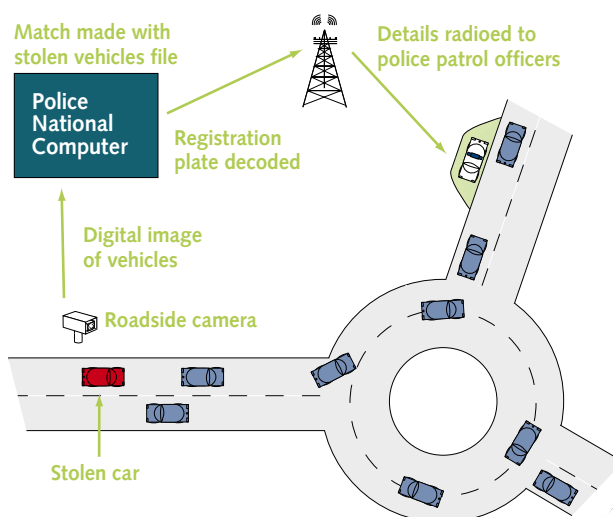 Match made with
stolen vehicles file
Police
National
Computer
Registration
plate decoded
Details radioed to
police patrol officers
Digital image
of vehicles
Roadside camera
Stolen car